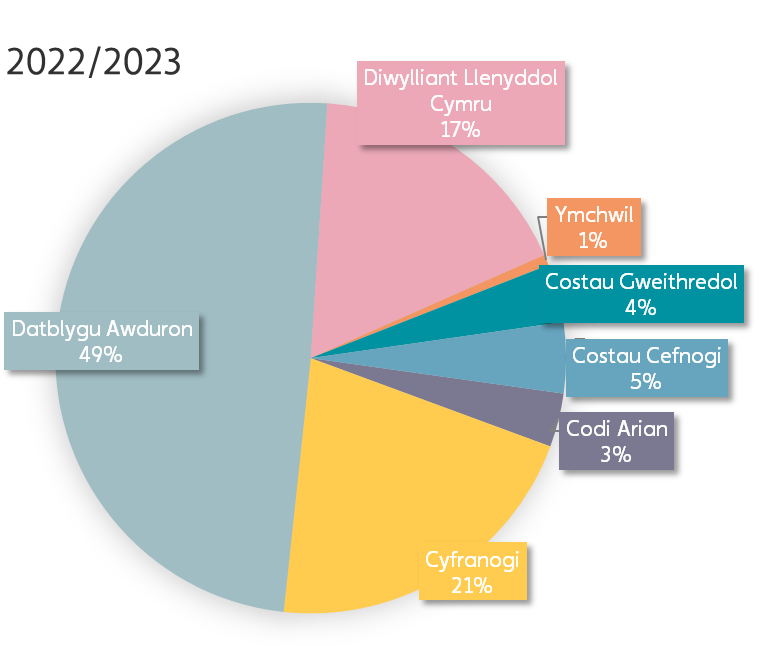 2022/2023
Diwylliant Llenyddol
Cymru
17%
Ymchwil
1%
Costau Gweithredol
4%
Costau Cefnogi
5%
Codi Arian
3%
Cyfranogi
21%
Datblygu Awduron
49%